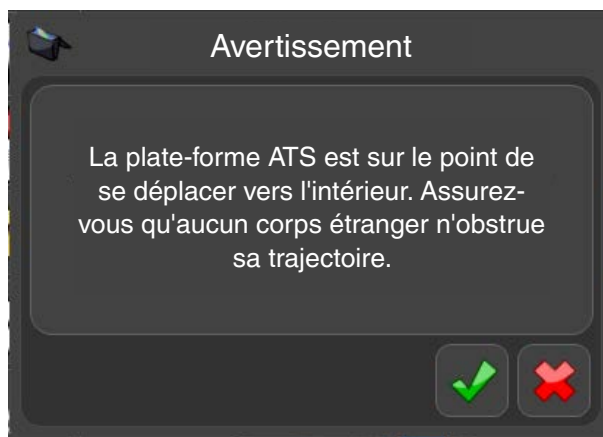 Avertissement
La plate-forme ATS est sur le point de
se déplacer vers l'intérieur. Assurez-
vous qu'aucun corps étranger n'obstrue
sa trajectoire.